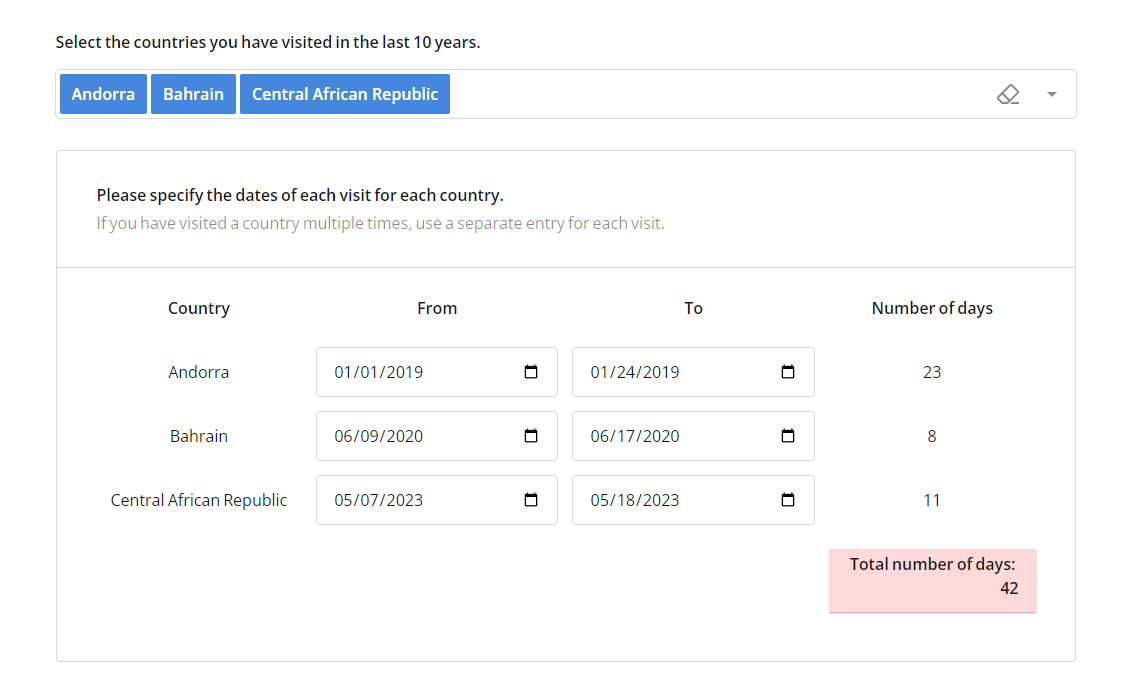 Select the countries you have visited in the last 10 years.
Andorra Bahrain Central African Republic
Please specify the dates of each visit for each country.
If you have visited a country multiple times, use a separate entry for each visit.
Country From To Number of days
Andorra 01/01/2019 01/24/2019 23
Bahrain 06/09/2020 06/17/2020 8
Central African Republic 05/07/2023 05/18/2023 11
Total number of days:
42